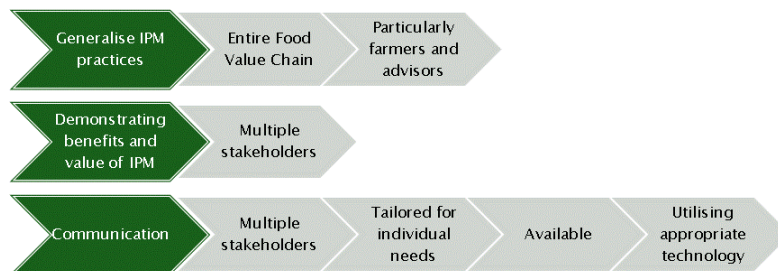 Generalise IPM
practices
Entire Food
Value Chain
Particularly
farmers and
advisors
Demonstrating
benefits and
value of IPM
Multiple
stakeholders
Communication
Multiple
stakeholders
Tailored for
individual
needs
Available
Utilising
appropriate
technology